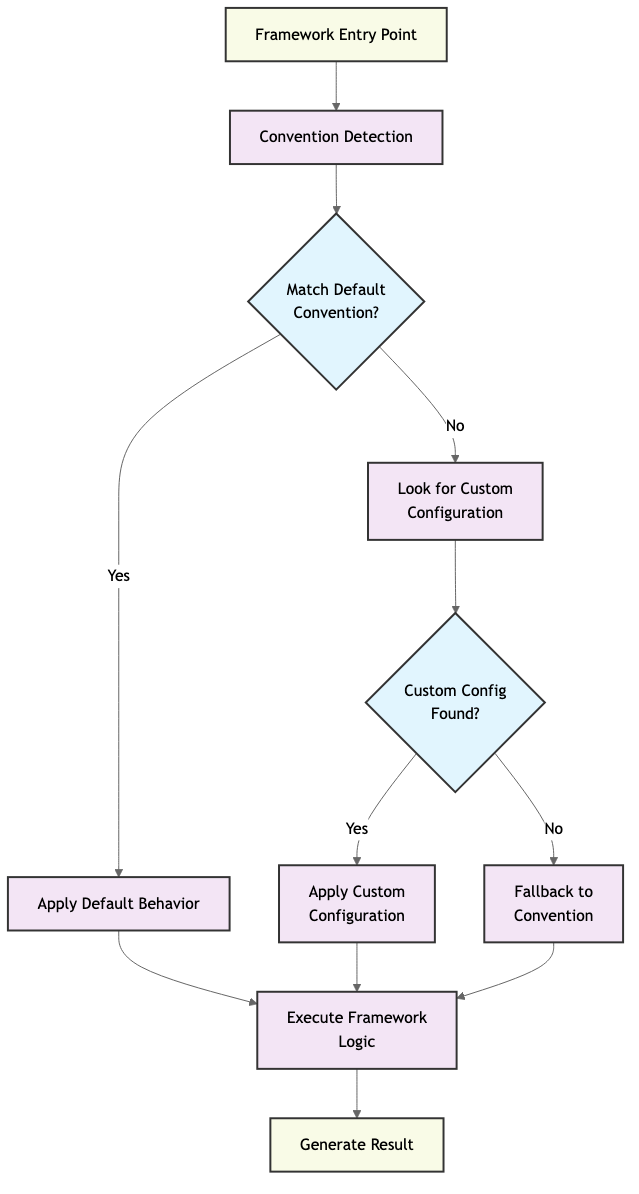 Framework Entry Point
Convention Detection
Match Default
Convention?
No
Look for Custom
Configuration
Yes
Custom Config
Found?
Yes
No
Apply Default Behavior
Apply Custom
Configuration
Fallback to
Convention
Execute Framework
Logic
Generate Result